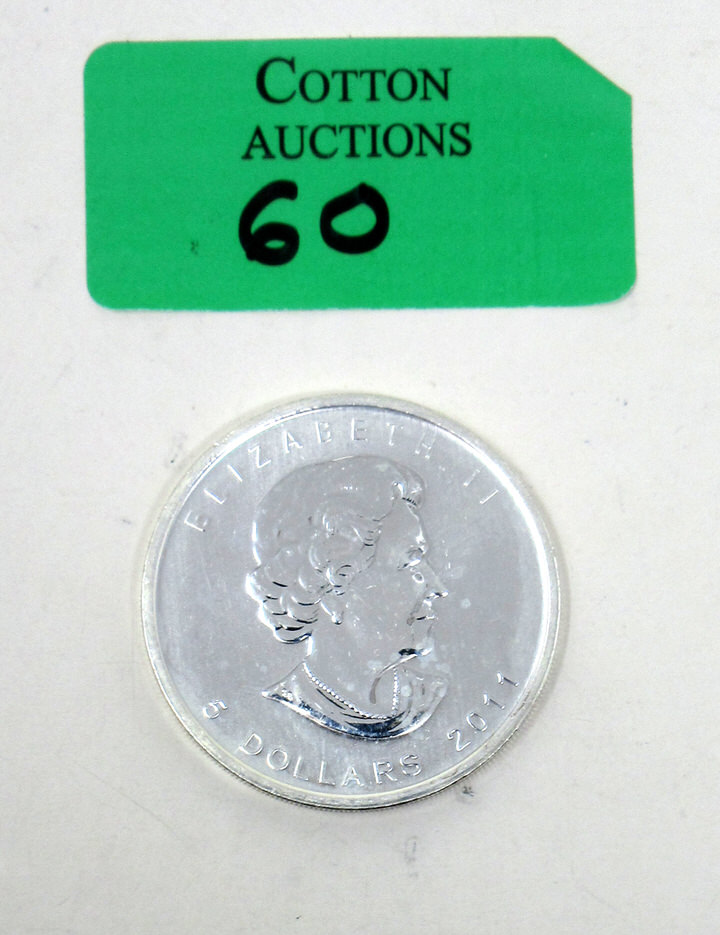 COTTON
AUCTIONS
60
ELIZABETH II
5 DOLLARS 2011